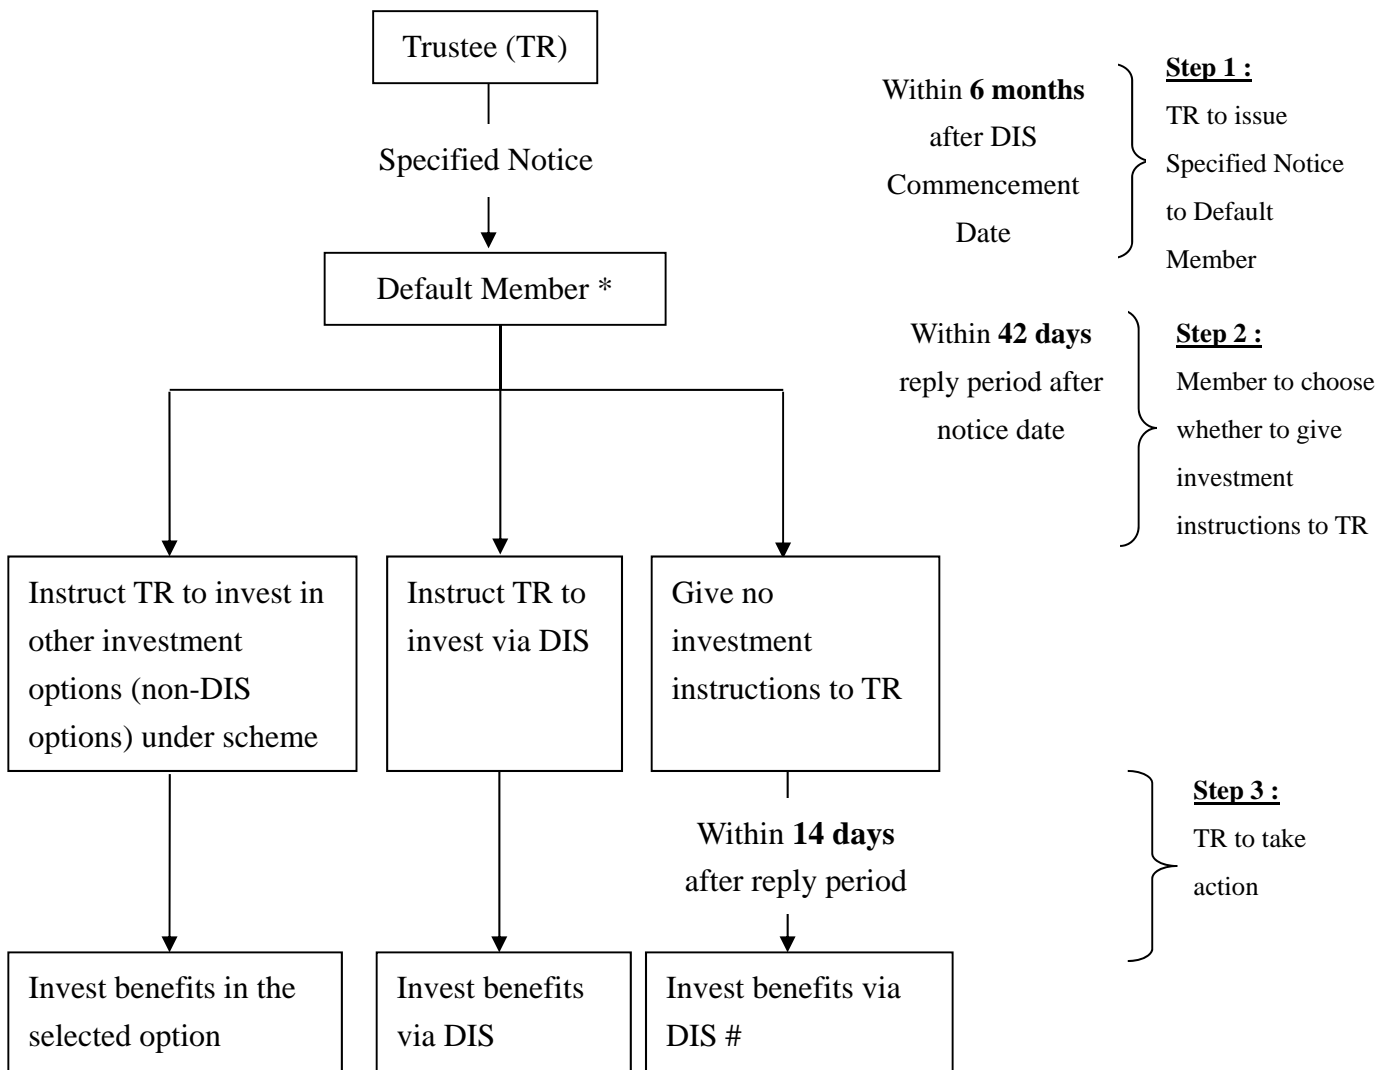 Trustee (TR)
Specified Notice
Default Member *
Within 6 months
after DIS
Commencement
Date
Step 1 :
TR to issue
Specified Notice
to Default
Member
Within 42 days
reply period after
notice date
Step 2 :
Member to choose
whether to give
investment
instructions to TR
Instruct TR to invest in
other investment
options (non-DIS
options) under scheme
Instruct TR to
invest via DIS
Give no
investment
instructions to TR
Within 14 days
after reply period
Step 3 :
TR to take
action
Invest benefits in the
selected option
Invest benefits
via DIS
Invest benefits via
DIS #